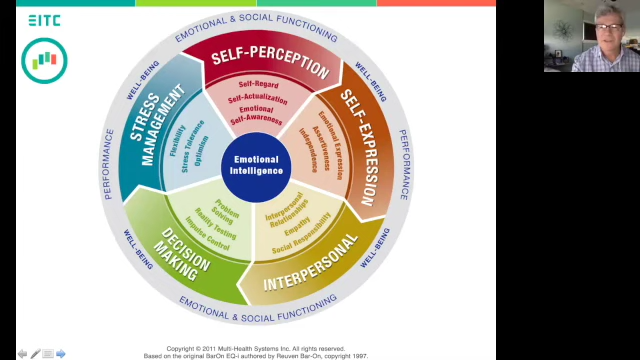 EITC
EMOTIONAL & SOCIAL FUNCTIONING
WELL-BEING
WELL-BEING
PERFORMANCE
PERFORMANCE
WELL-BEING
WELL-BEING
EMOTIONAL & SOCIAL FUNCTIONING
SELF-PERCEPTION
Self-Regard
Self-Actualization
Emotional
Self-Awareness
SELF-EXPRESSION
Emotional Expression
Assertiveness
Independence
INTERPERSONAL
Interpersonal
Relationships
Empathy
Social Responsibility
DECISION
MAKING
Problem
Solving
Reality Testing
Impulse Control
STRESS
MANAGEMENT
Flexibility
Stress Tolerance
Optimism
Emotional
Intelligence
Copyright © 2011 Multi-Health Systems Inc. All rights reserved.
Based on the original BarOn EQ-i authored by Reuven Bar-On, copyright 1997.